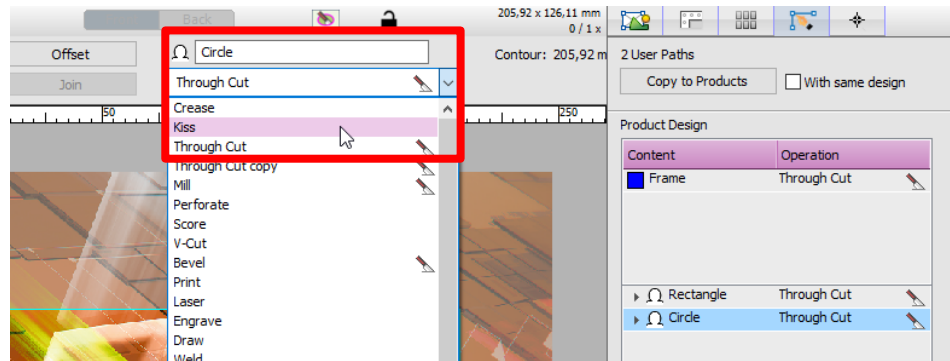 Back
205,92 x 126,11 mm
0 / 1 x
Offset
Circle
Contour: 205,92 m
Join
Through Cut
50
250
Crease
Kiss
Through Cut
Through Cut copy
Mill
Perforate
Score
V-Cut
Bevel
Print
Laser
Engrave
Draw
Weld
2 User Paths
Copy to Products
With same design
Product Design
Content Operation
Frame Through Cut
Rectangle Through Cut
Circle Through Cut